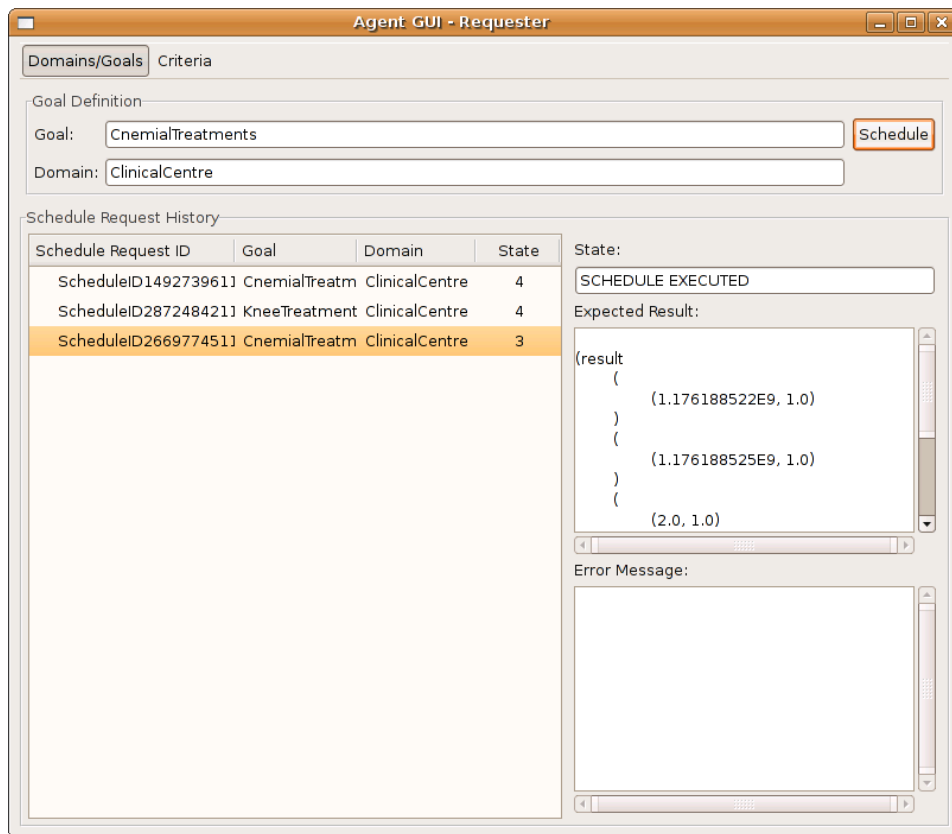 Agent GUI - Requester
Domains/Goals Criteria
Goal Definition
Goal: CnemialTreatments Schedule
Domain: ClinicalCentre
Schedule Request History
Schedule Request ID Goal Domain State
ScheduleID149273961] CnemialTreatm ClinicalCentre 4
ScheduleID287248421] KneeTreatment ClinicalCentre 4
ScheduleID266977451] CnemialTreatm ClinicalCentre 3
State:
SCHEDULE EXECUTED
Expected Result:
(result
(
(1.176188522E9, 1.0)
)
(
(1.176188525E9, 1.0)
)
(
(2.0, 1.0)
Error Message: